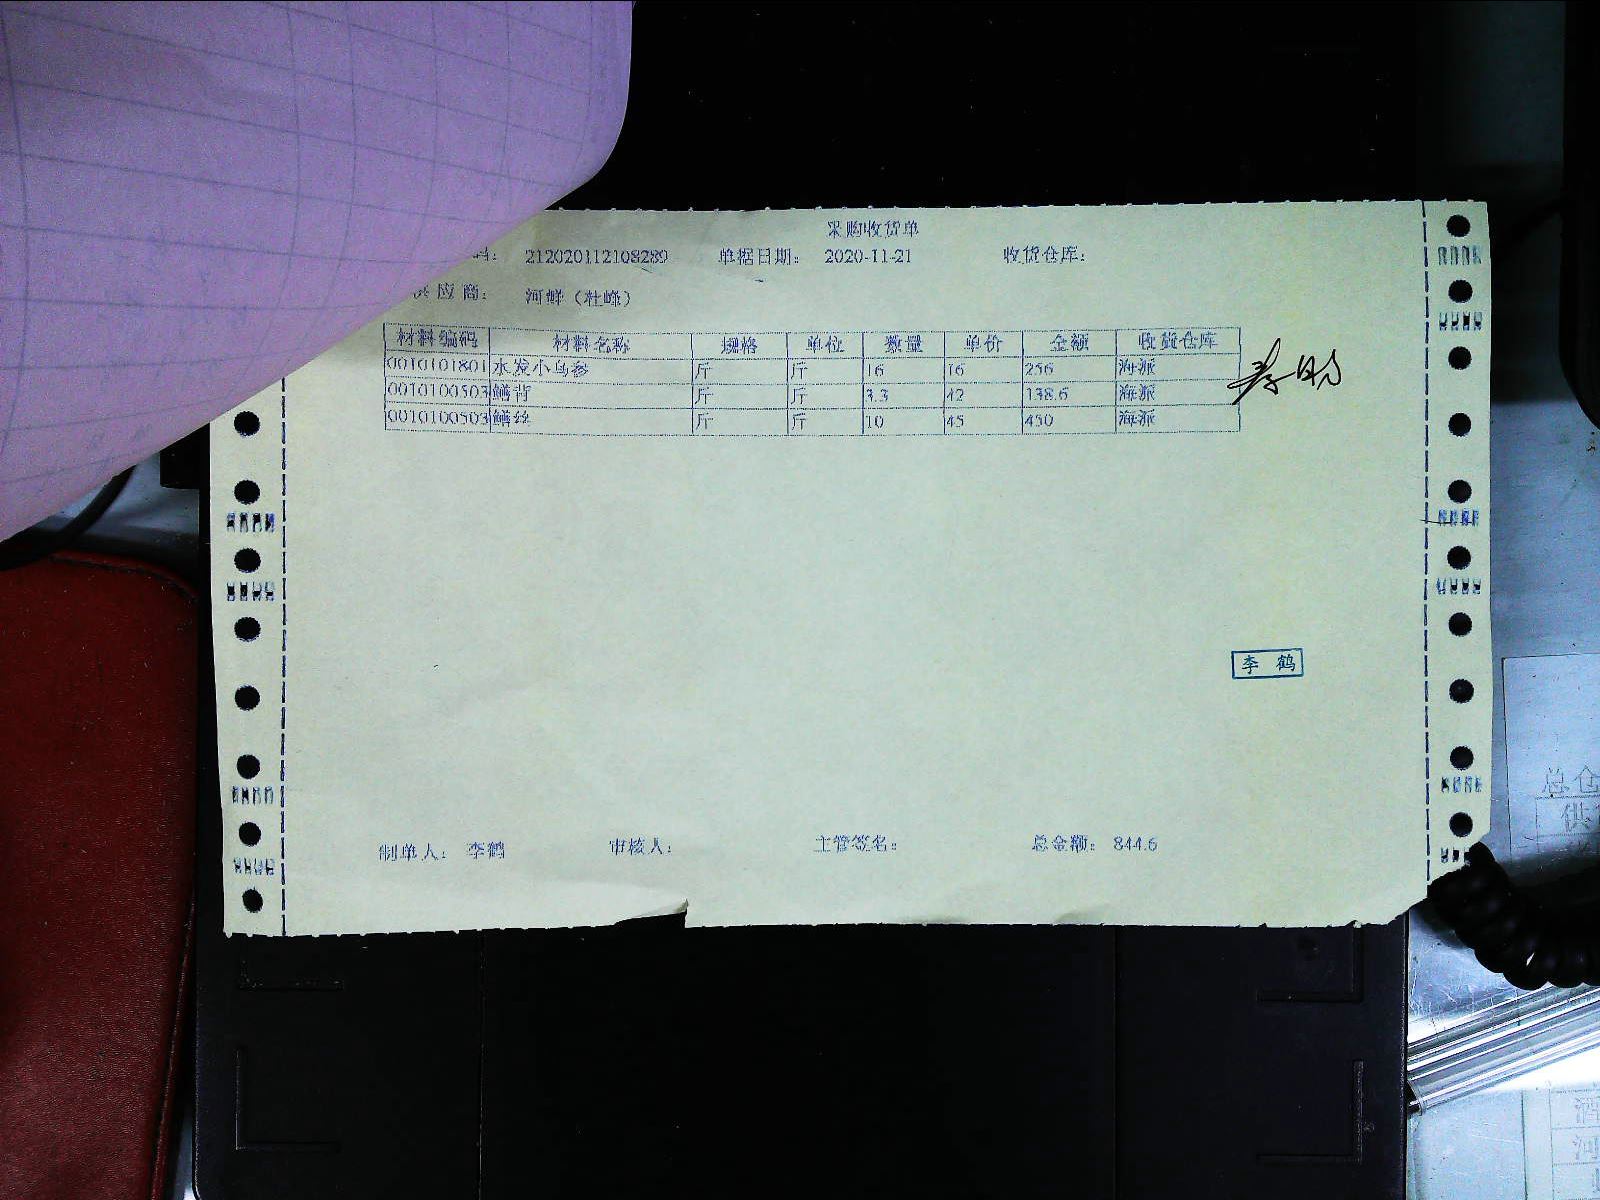 采购收货单
码： 212020112108289 单据日期： 2020-11-21 收货仓库：
供应商： 河鲜（杜峰）
材料编码 材料名称 规格 单位 数量 单价 金额 收货仓库
0010101801 水发小乌参 斤 斤 16 16 256 海派
0010100503 鳝背 斤 斤 3.3 42 138.6 海派
0010100503 鳝丝 斤 斤 10 45 450 海派
李 鹤
制单人： 李鹤 审核人： 主管签名： 总金额： 844.6
总仓
供